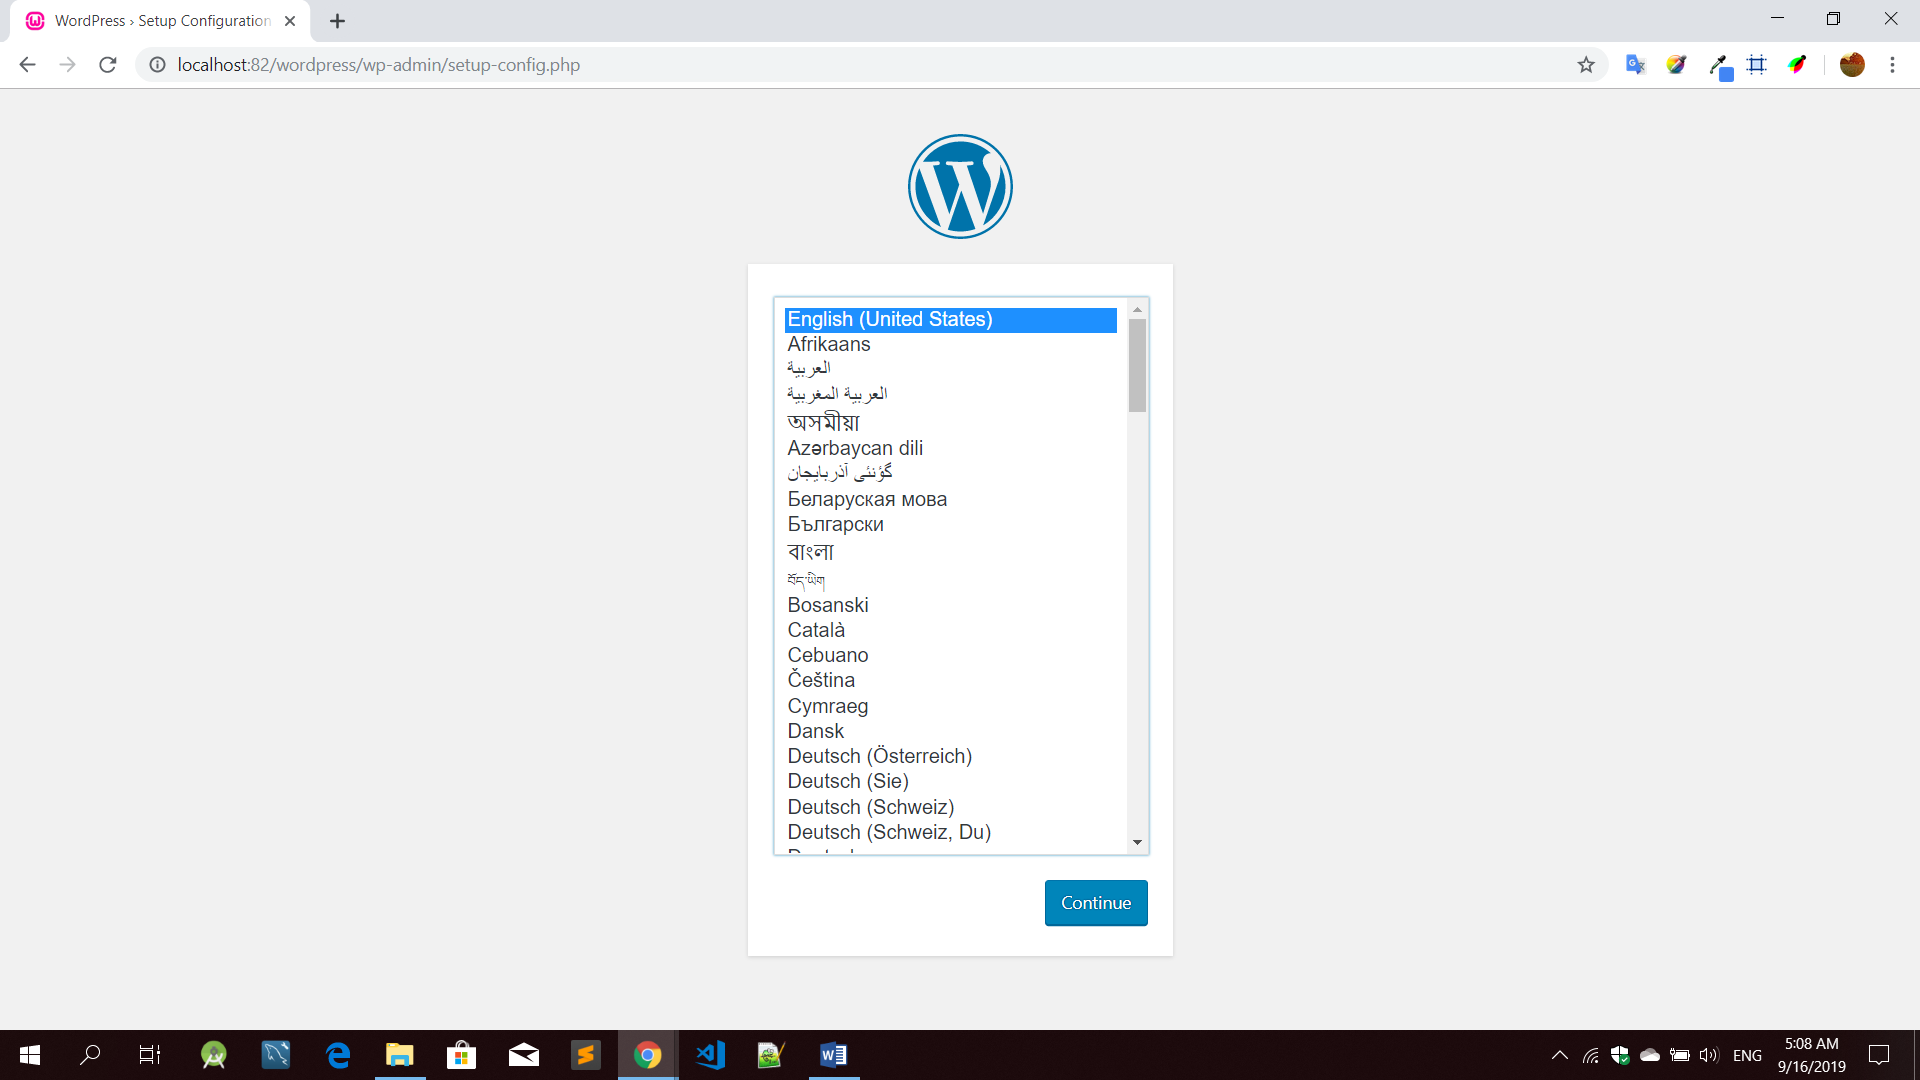 WordPress › Setup Configuration
localhost:82/wordpress/wp-admin/setup-config.php
English (United States)
Afrikaans
العربية
العربية المغربية
অসমীয়া
Azərbaycan dili
گؤنئی آذربایجان
Беларуская мова
Български
বাংলা
བོད་ཡིག
Bosanski
Català
Cebuano
Čeština
Cymraeg
Dansk
Deutsch (Österreich)
Deutsch (Sie)
Deutsch (Schweiz)
Deutsch (Schweiz, Du)
Continue
ENG
5:08 AM
9/16/2019